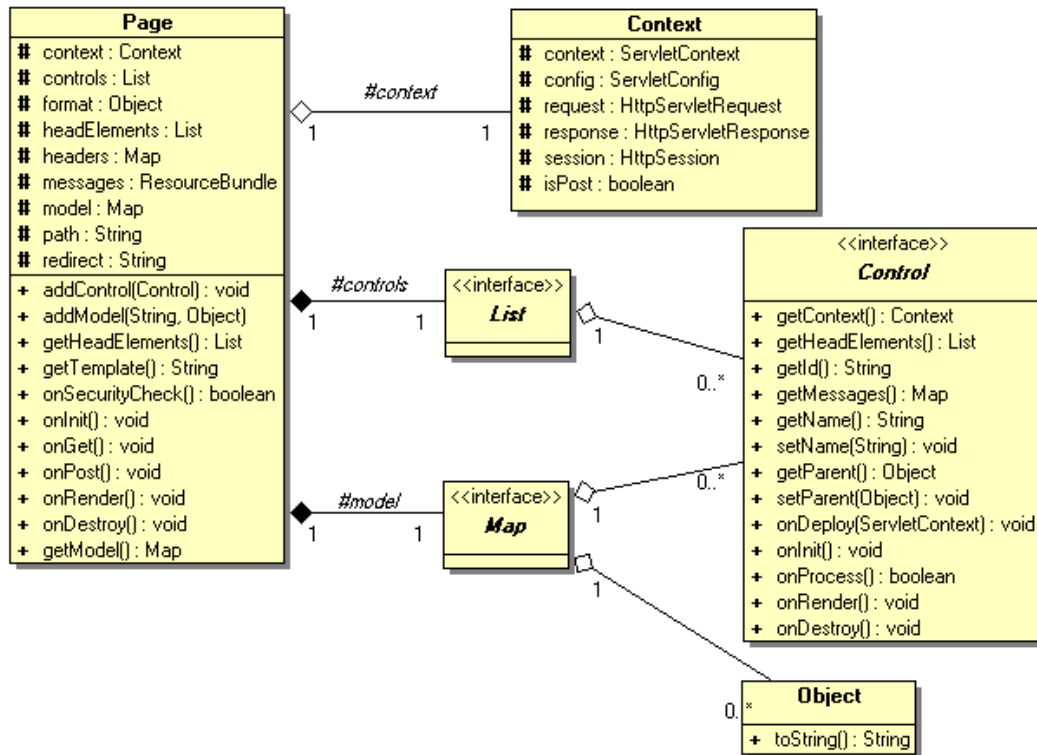 Page
# context : Context
# controls : List
# format : Object
# headElements : List
# headers : Map
# messages : ResourceBundle
# model : Map
# path : String
# redirect : String
+ addControl(Control) : void
+ addModel(String, Object)
+ getHeadElements() : List
+ getTemplate() : String
+ onSecurityCheck() : boolean
+ onInit() : void
+ onGet() : void
+ onPost() : void
+ onRender() : void
+ onDestroy() : void
+ getModel() : Map
#context
1 1
Context
# context : ServletContext
# config : ServletConfig
# request : HttpServletRequest
# response : HttpServletResponse
# session : HttpSession
# isPost : boolean
#controls
1 1
<<interface>>
List
1
0..*
#model
1 1
<<interface>>
Map
1
0..*
1
0..*
<<interface>>
Control
+ getContext() : Context
+ getHeadElements() : List
+ getId() : String
+ getMessages() : Map
+ getName() : String
+ setName(String) : void
+ getParent() : Object
+ setParent(Object) : void
+ onDeploy(ServletContext) : void
+ onInit() : void
+ onProcess() : boolean
+ onRender() : void
+ onDestroy() : void
Object
+ toString() : String